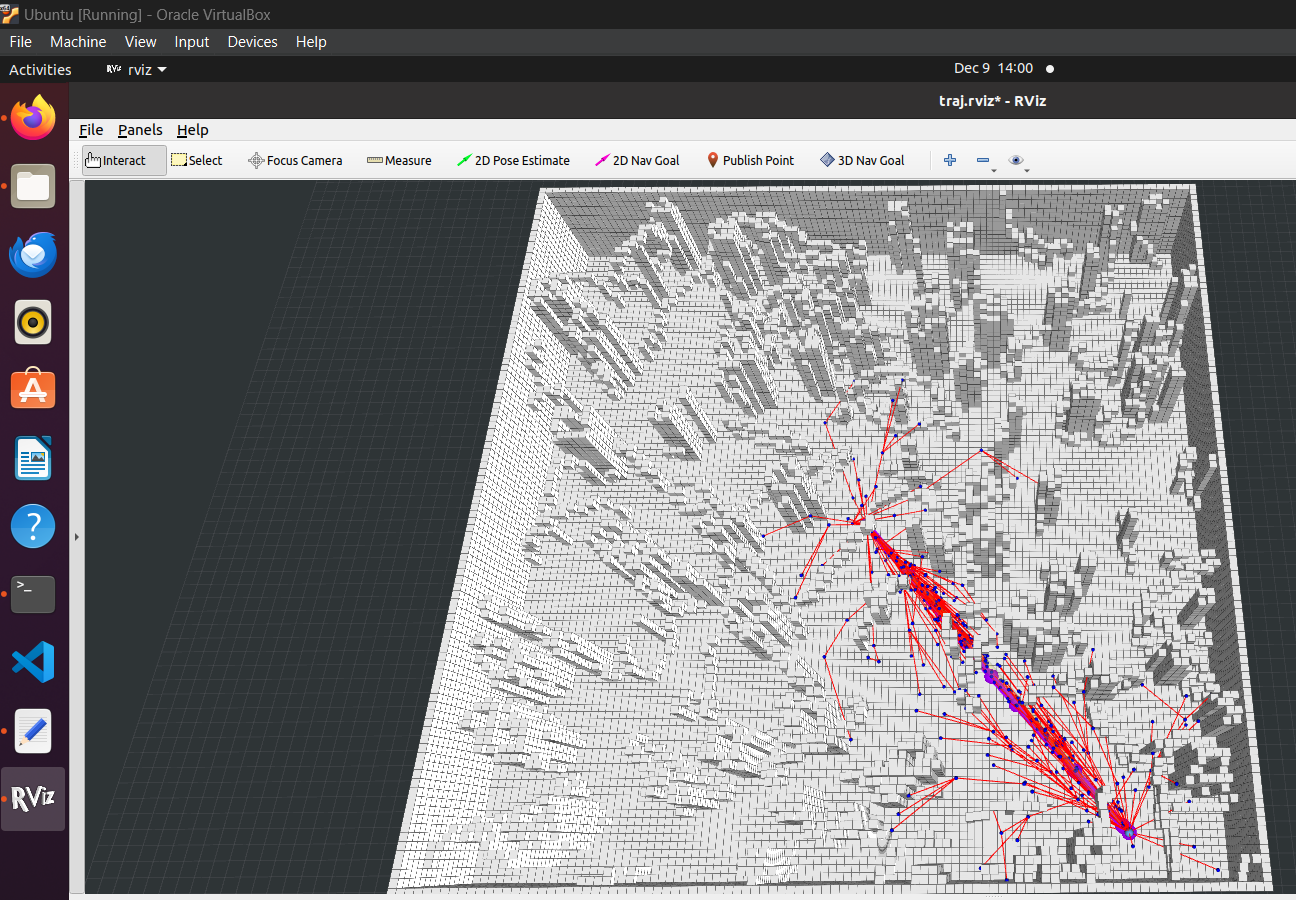 Ubuntu [Running] - Oracle VirtualBox
File Machine View Input Devices Help
Activities RViz rviz Dec 9 14:00
traj.rviz* - RViz
File Panels Help
Interact Select Focus Camera Measure 2D Pose Estimate 2D Nav Goal Publish Point 3D Nav Goal
?
>_
RViz